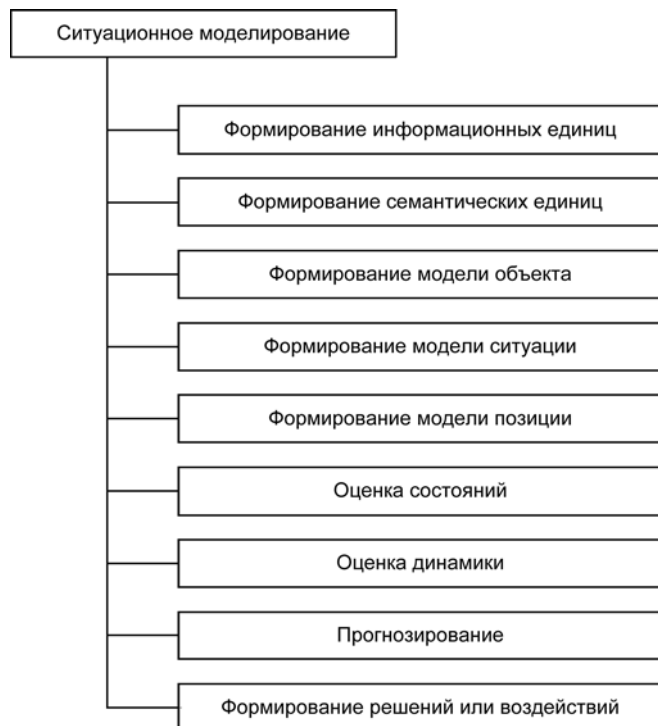 Ситуационное моделирование
Формирование информационных единиц
Формирование семантических единиц
Формирование модели объекта
Формирование модели ситуации
Формирование модели позиции
Оценка состояний
Оценка динамики
Прогнозирование
Формирование решений или воздействий